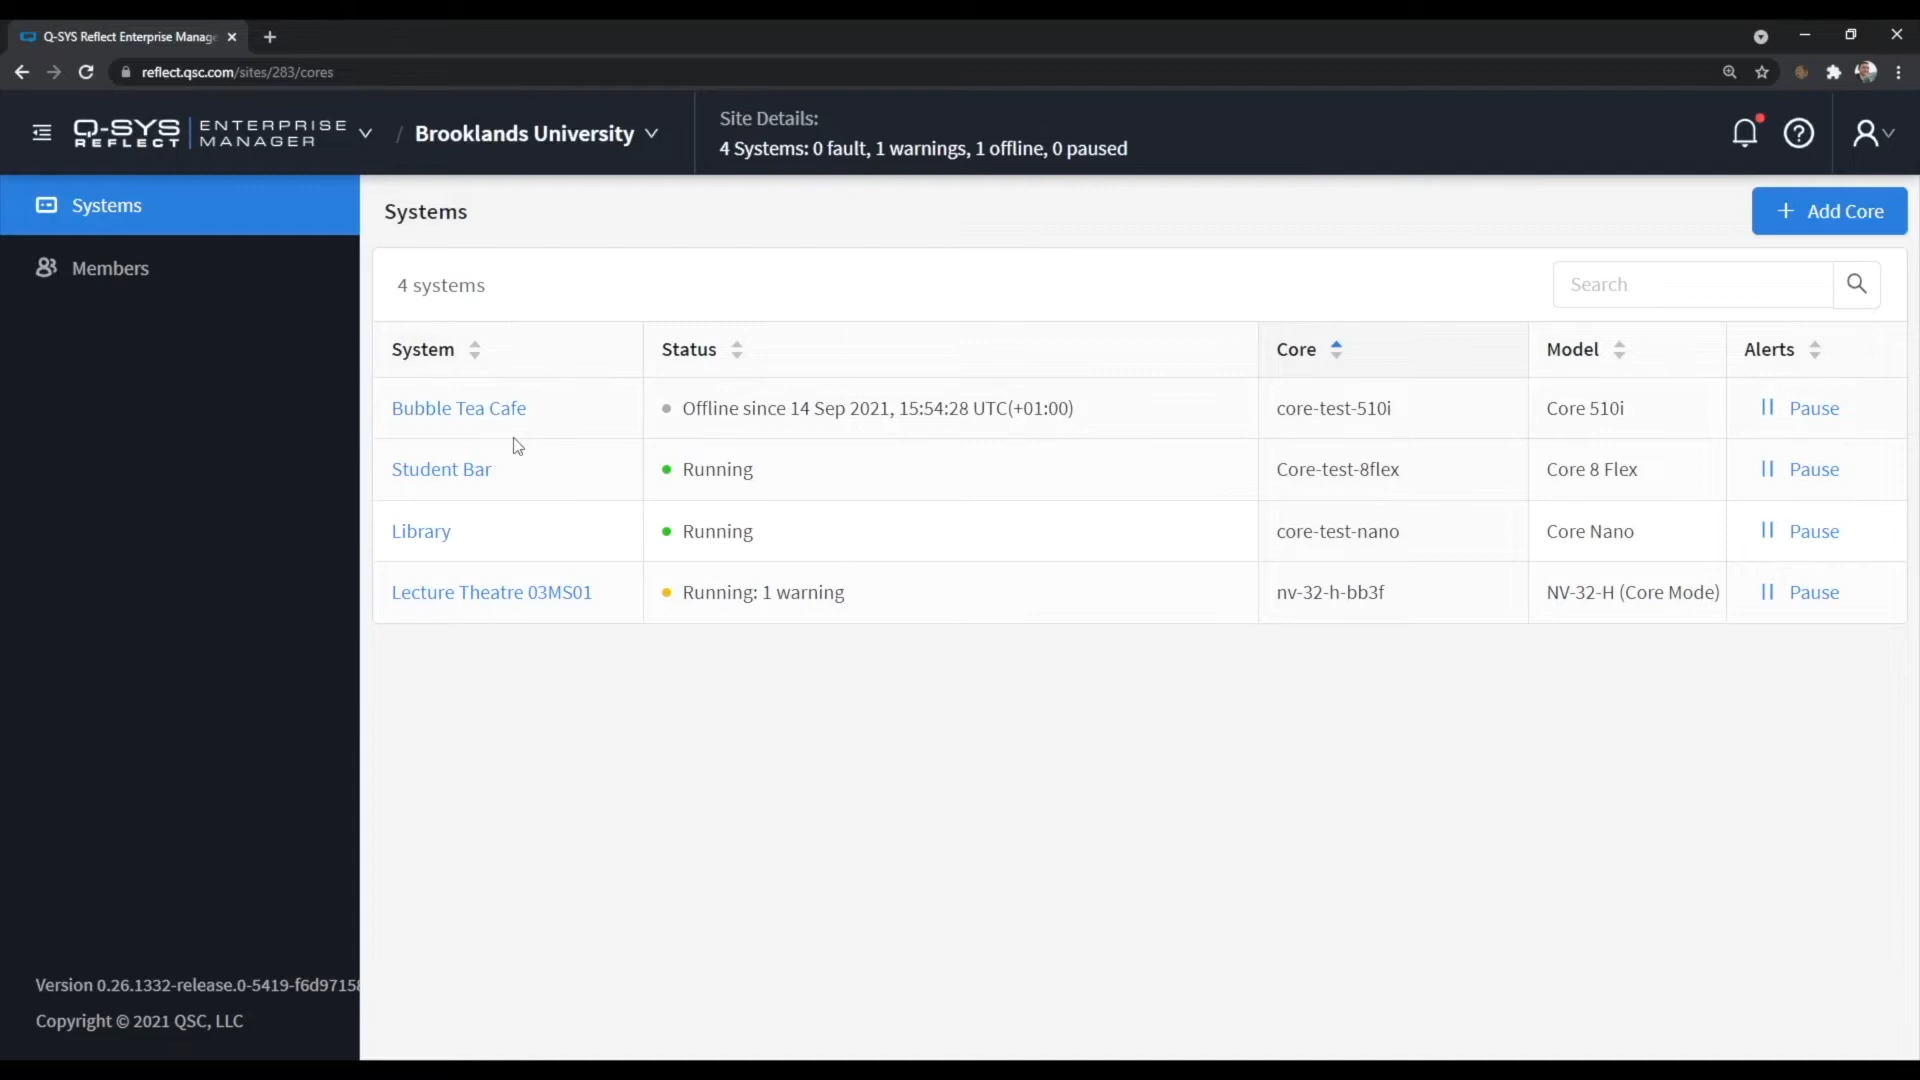 Q-SYS Reflect Enterprise Manag
reflect.qsc.com/sites/283/cores
Q-SYS REFLECT ENTERPRISE MANAGER
/ Brooklands University
Site Details:
4 Systems: 0 fault, 1 warnings, 1 offline, 0 paused
Systems
Members
Systems
+ Add Core
4 systems
Search
System Status Core Model Alerts
Bubble Tea Cafe Offline since 14 Sep 2021, 15:54:28 UTC(+01:00) core-test-510i Core 510i Pause
Student Bar Running Core-test-8flex Core 8 Flex Pause
Library Running core-test-nano Core Nano Pause
Lecture Theatre 03MS01 Running: 1 warning nv-32-h-bb3f NV-32-H (Core Mode) Pause
Version 0.26.1332-release.0-5419-f6d97158
Copyright © 2021 QSC, LLC